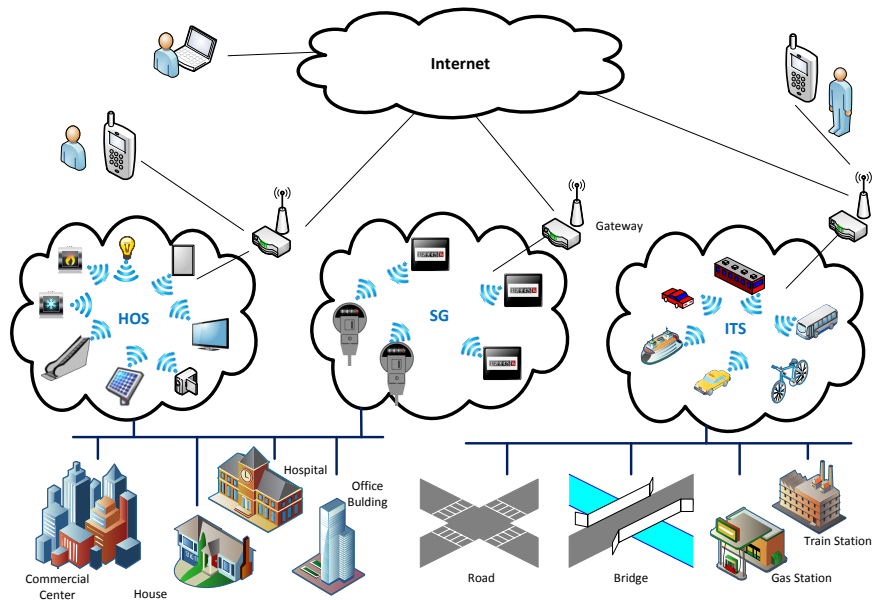 Internet
Gateway
HOS
SG
ITS
Hospital
Office
Bulding
Commercial
Center
House
Road
Bridge
Gas Station
Train Station